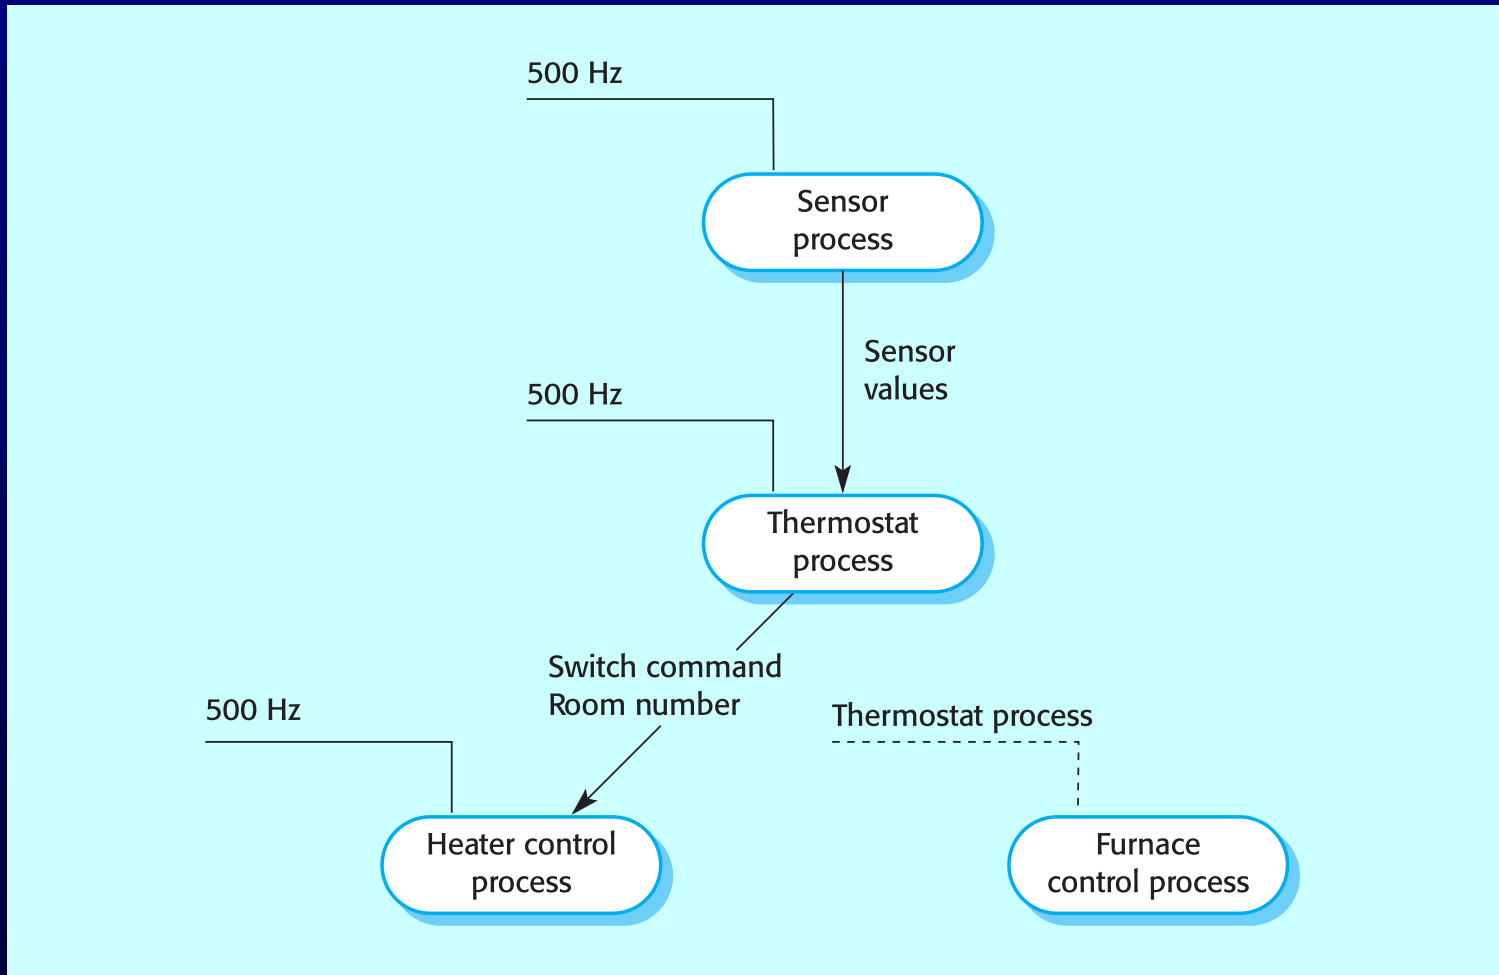 500 Hz
Sensor
process
Sensor
values
500 Hz
Thermostat
process
Switch command
Room number
500 Hz
Thermostat process
Heater control
process
Furnace
control process